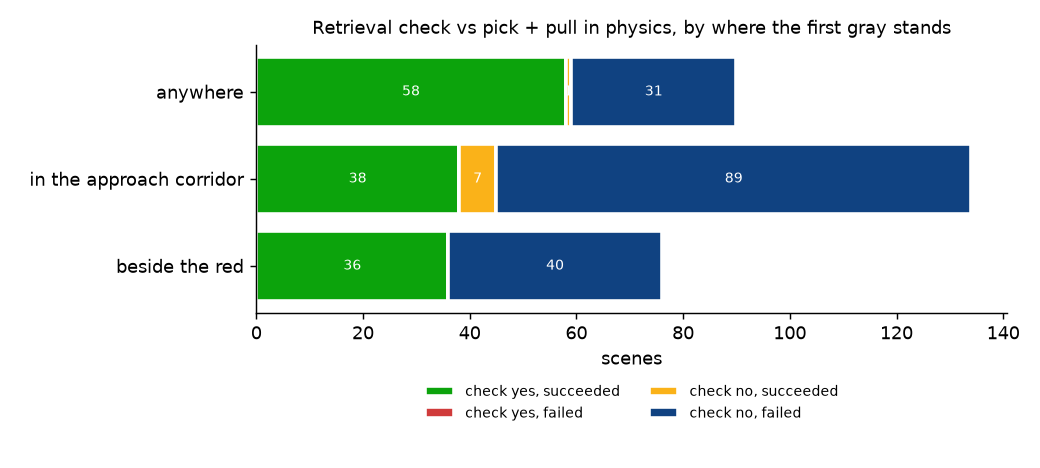 Retrieval check vs pick + pull in physics, by where the first gray stands
anywhere
58
31
in the approach corridor
38
7
89
beside the red
36
40
0 20 40 60 80 100 120 140
scenes
check yes, succeeded
check no, succeeded
check yes, failed
check no, failed